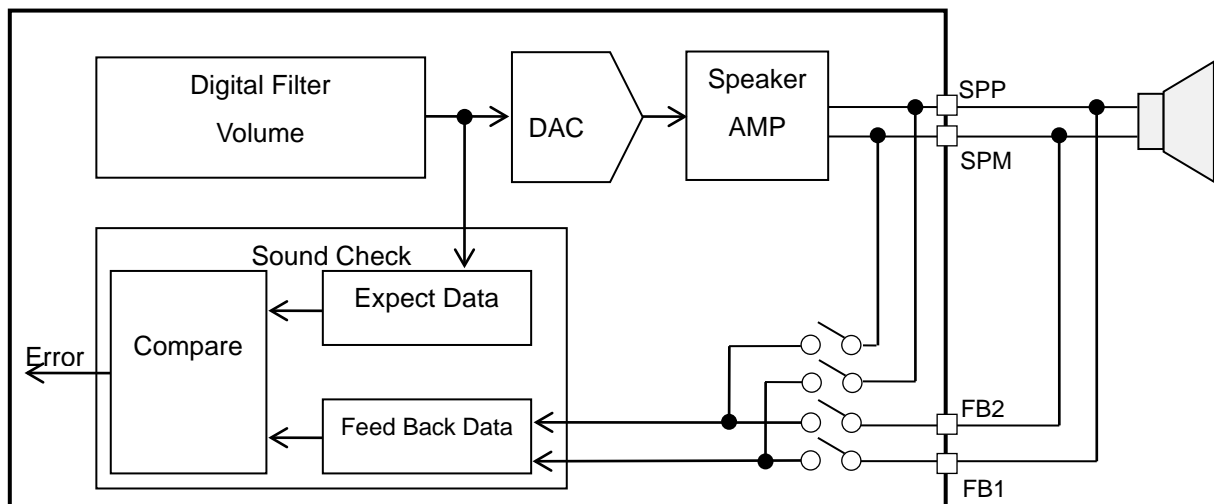 Digital Filter
Volume
DAC
Speaker
AMP
SPP
SPM
Sound Check
Expect Data
Compare
Error
Feed Back Data
FB2
FB1